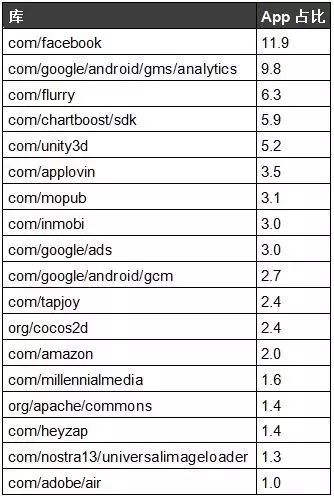 库 App 占比
com/facebook 11.9
com/google/android/gms/analytics 9.8
com/flurry 6.3
com/chartboost/sdk 5.9
com/unity3d 5.2
com/applovin 3.5
com/mopub 3.1
com/inmobi 3.0
com/google/ads 3.0
com/google/android/gcm 2.7
com/tapjoy 2.4
org/cocos2d 2.4
com/amazon 2.0
com/millennialmedia 1.6
org/apache/commons 1.4
com/heyzap 1.4
com/nostra13/universalimageloader 1.3
com/adobe/air 1.0